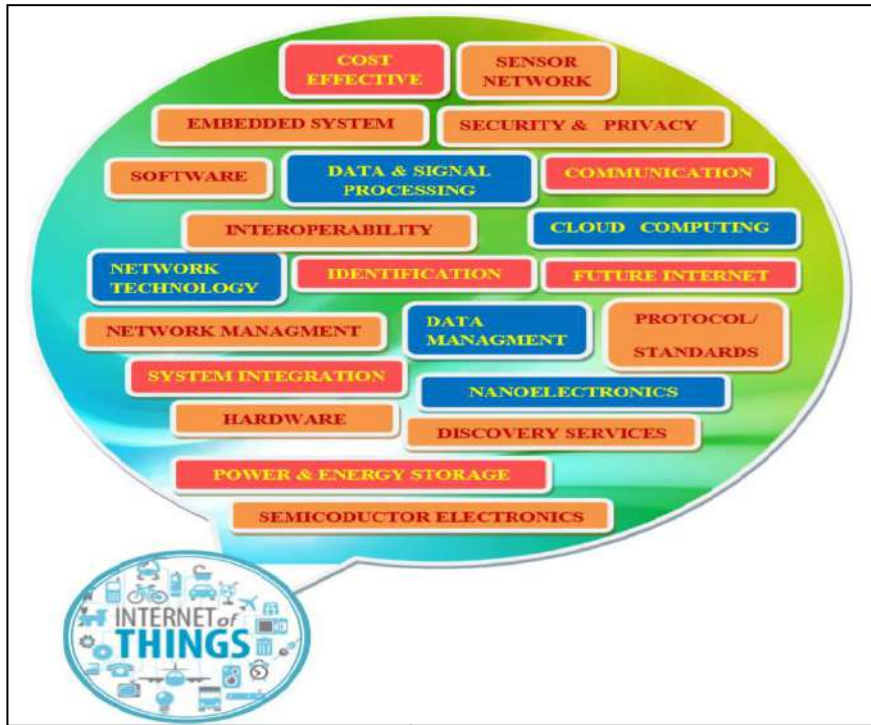 COST
EFFECTIVE
SENSOR
NETWORK
EMBEDDED SYSTEM
SECURITY & PRIVACY
SOFTWARE
DATA & SIGNAL
PROCESSING
COMMUNICATION
INTEROPERABILITY
CLOUD COMPUTING
NETWORK
TECHNOLOGY
IDENTIFICATION
FUTURE INTERNET
NETWORK MANAGMENT
DATA
MANAGMENT
PROTOCOL/
STANDARDS
SYSTEM INTEGRATION
NANOELECTRONICS
HARDWARE
DISCOVERY SERVICES
POWER & ENERGY STORAGE
SEMICODUCTOR ELECTRONICS
INTERNET of
THINGS